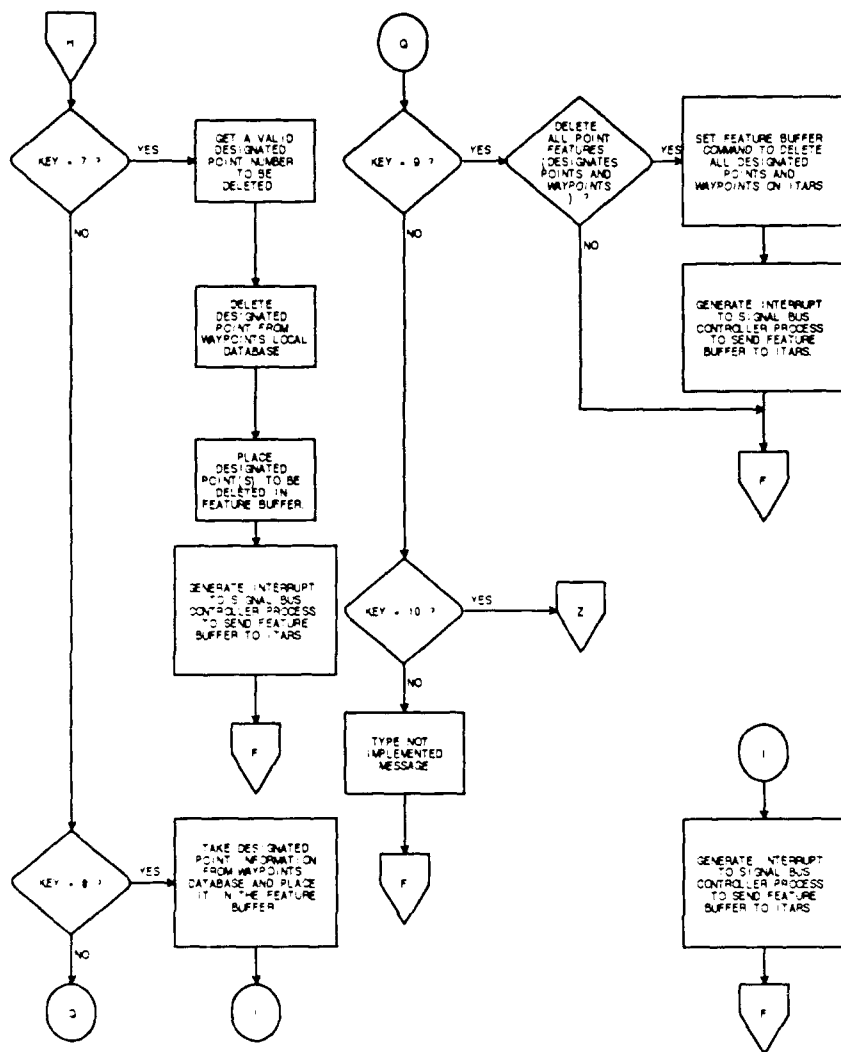 H
KEY = 7 ?
YES
GET A VALID
DESIGNATED
POINT NUMBER
TO BE
DELETED
NO
DELETE
DESIGNATED
POINT FROM
WAYPOINTS LOCAL
DATABASE
PLACE
DESIGNATED
POINT(S) TO BE
DELETED IN
FEATURE BUFFER.
GENERATE INTERRUPT
TO SIGNAL BUS
CONTROLLER PROCESS
TO SEND FEATURE
BUFFER TO ITARS
F
KEY = 8 ?
YES
TAKE DESIGNATED
POINT INFORMATION
FROM WAYPOINTS
DATABASE AND PLACE
IT IN THE FEATURE
BUFFER
NO
Q
I
Q
KEY = 9 ?
YES
DELETE
ALL POINT
FEATURES
(DESIGNATES
POINTS AND
WAYPOINTS
) ?
YES
SET FEATURE BUFFER
COMMAND TO DELETE
ALL DESIGNATED
POINTS AND
WAYPOINTS ON ITARS
NO
NO
GENERATE INTERRUPT
TO SIGNAL BUS
CONTROLLER PROCESS
TO SEND FEATURE
BUFFER TO ITARS.
F
KEY = 10 ?
YES
Z
NO
TYPE NOT
IMPLEMENTED
MESSAGE
F
I
GENERATE INTERRUPT
TO SIGNAL BUS
CONTROLLER PROCESS
TO SEND FEATURE
BUFFER TO ITARS
F